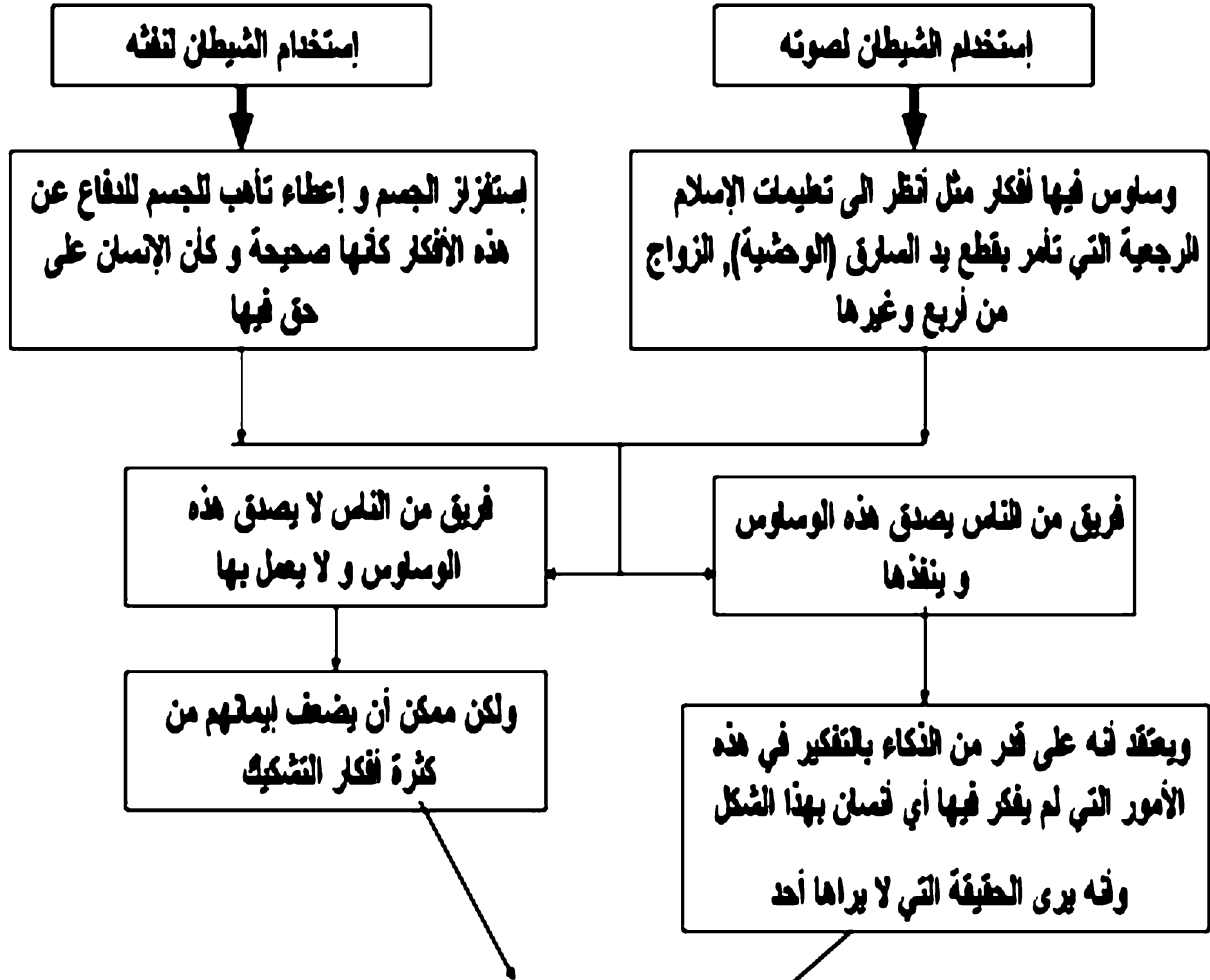 إستخدام الشيطان لصوته
إستخدام الشيطان لنفثه
وساوس فيها أفكار مثل أنظر الى تعليمات الإسلام
الرجعية التي تأمر بقطع يد السارق (الوحشية), الزواج
من أربع وغيرها
إستفزاز الجسم و إعطاء تأهب للجسم للدفاع عن
هذه الأفكار كأنها صحيحة و كأن الإنسان على
حق فيها
فريق من الناس يصدق هذه الوساوس
و ينفذها
فريق من الناس لا يصدق هذه
الوساوس و لا يعمل بها
ويعتقد أنه على قدر من الذكاء بالتفكير في هذه
الأمور التي لم يفكر فيها أي أنسان بهذا الشكل
وأنه يرى الحقيقة التي لا يراها أحد
ولكن ممكن أن يضعف إيمانهم من
كثرة أفكار التشكيك